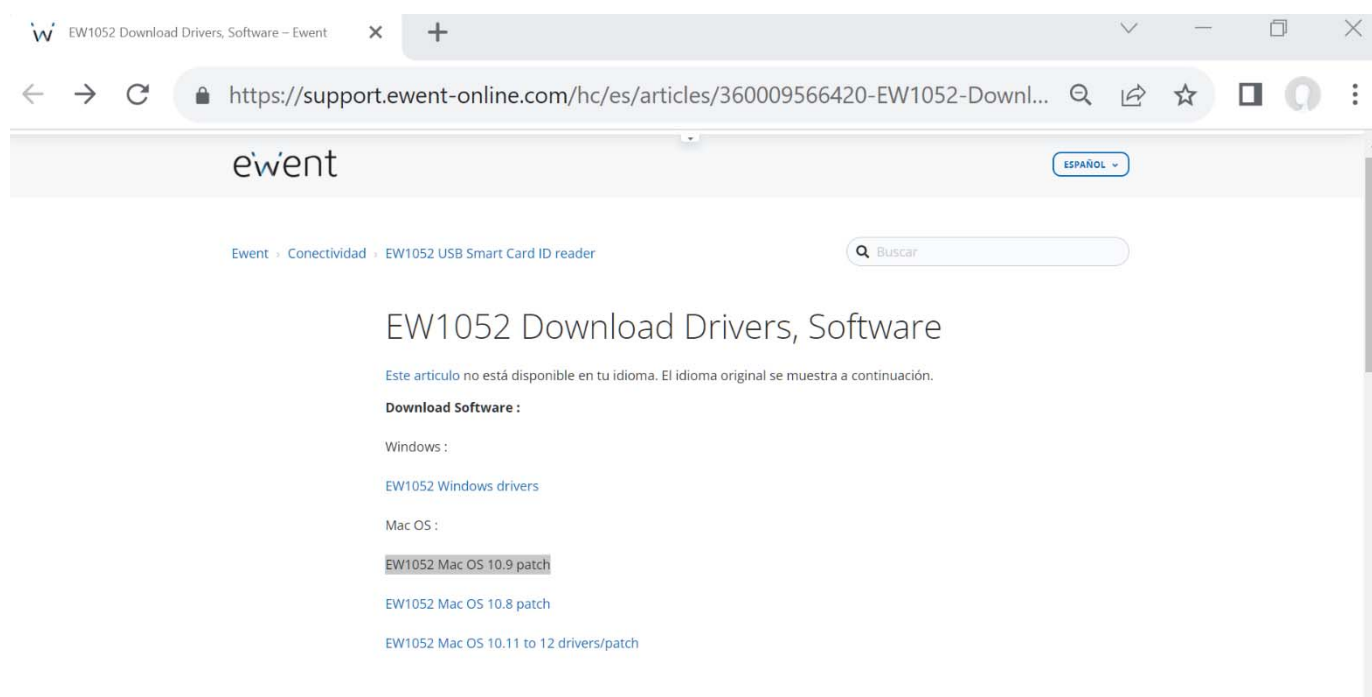 EW1052 Download Drivers, Software – Ewent
https://support.ewent-online.com/hc/es/articles/360009566420-EW1052-Downl...
ewent
ESPAÑOL
Ewent › Conectividad › EW1052 USB Smart Card ID reader
Buscar
EW1052 Download Drivers, Software
Este articulo no está disponible en tu idioma. El idioma original se muestra a continuación.
Download Software :
Windows :
EW1052 Windows drivers
Mac OS :
EW1052 Mac OS 10.9 patch
EW1052 Mac OS 10.8 patch
EW1052 Mac OS 10.11 to 12 drivers/patch